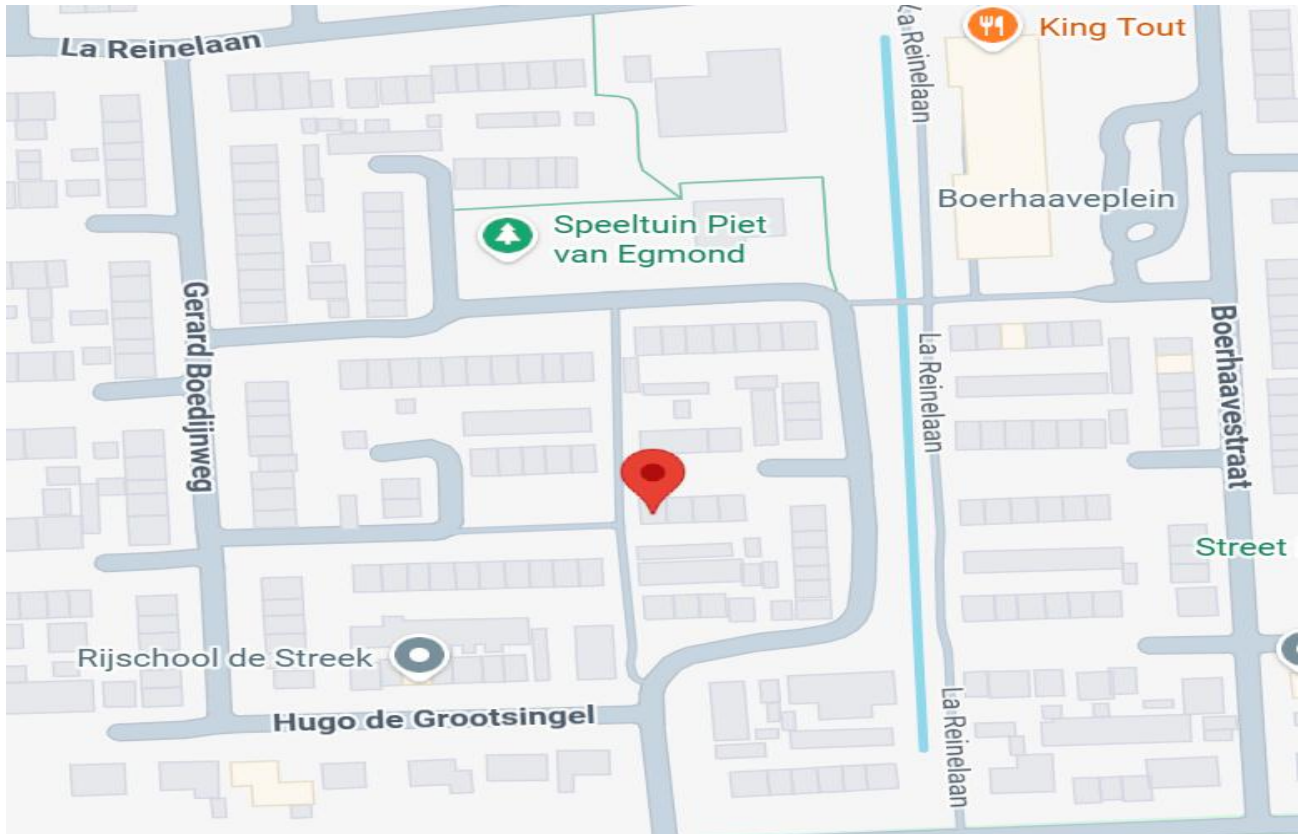 La Reinelaan
King Tout
La Reinelaan
Boerhaaveplein
Speeltuin Piet
van Egmond
Gerard Boedijnweg
La Reinelaan
Boerhaavestraat
Street
Rijschool de Streek
Hugo de Grootsingel
La Reinelaan